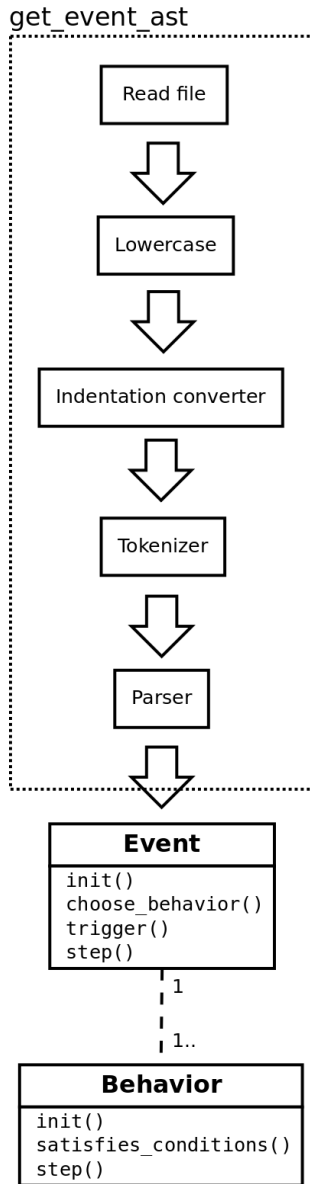 get_event_ast
Read file
Lowercase
Indentation converter
Tokenizer
Parser
Event
init()
choose_behavior()
trigger()
step()
1
1..
Behavior
init()
satisfies_conditions()
step()